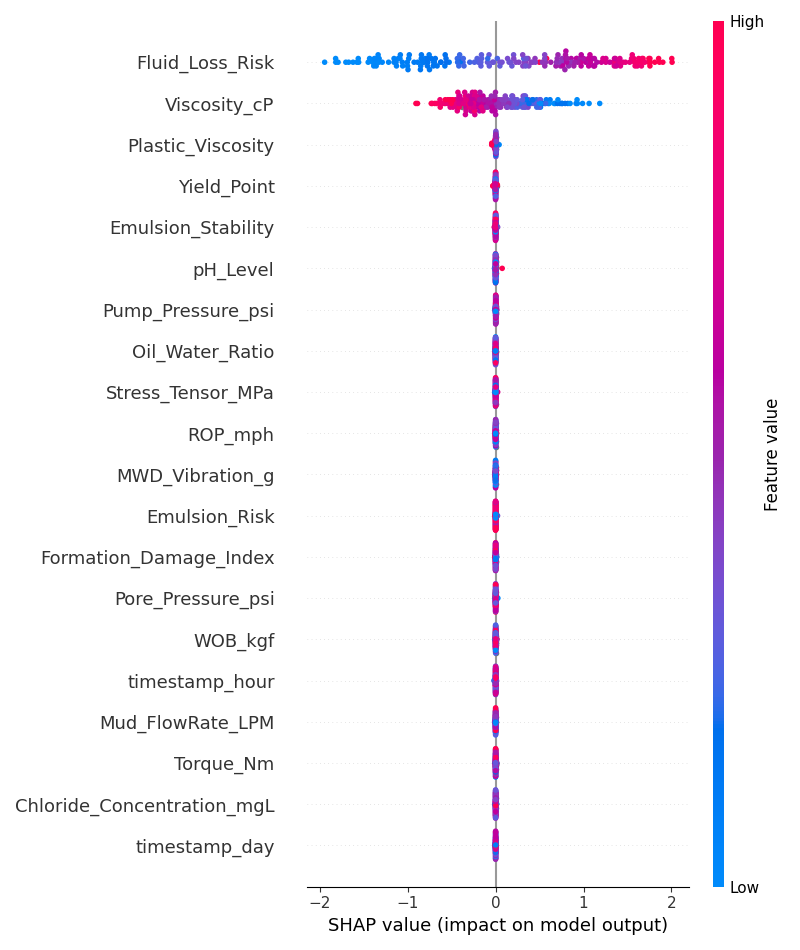 High
Fluid_Loss_Risk
Viscosity_cP
Plastic_Viscosity
Yield_Point
Emulsion_Stability
pH_Level
Pump_Pressure_psi
Oil_Water_Ratio
Stress_Tensor_MPa
ROP_mph
MWD_Vibration_g
Emulsion_Risk
Formation_Damage_Index
Pore_Pressure_psi
WOB_kgf
timestamp_hour
Mud_FlowRate_LPM
Torque_Nm
Chloride_Concentration_mgL
timestamp_day
Feature value
Low
−2 −1 0 1 2
SHAP value (impact on model output)